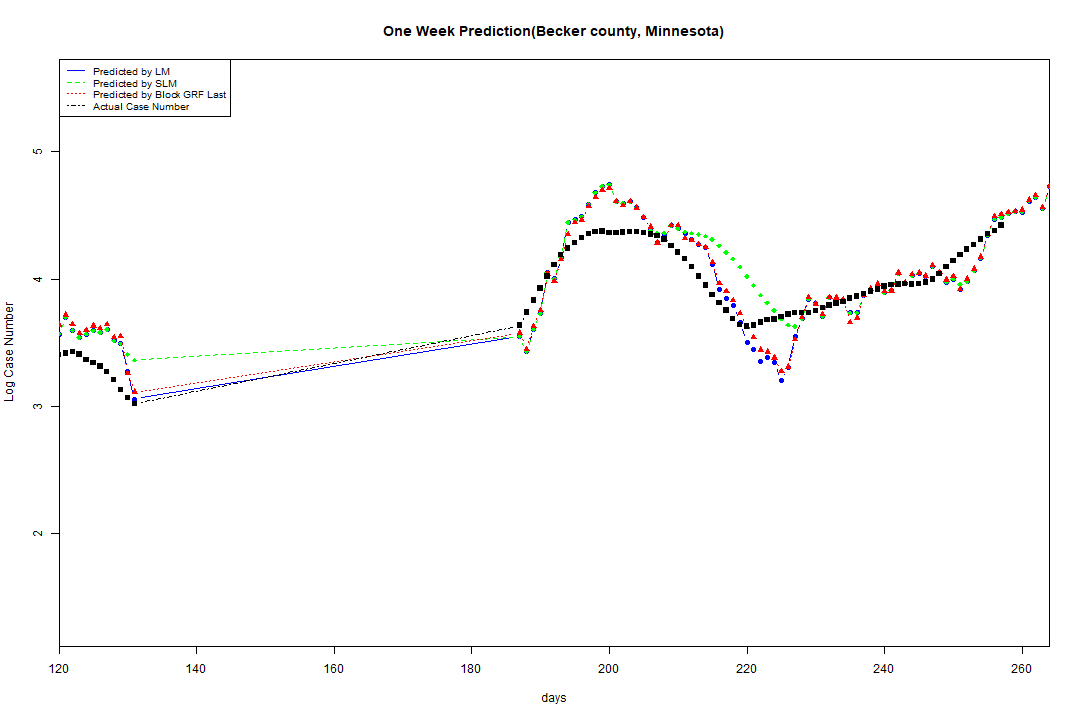 One Week Prediction(Becker county, Minnesota)
Predicted by LM
Predicted by SLM
Predicted by Block GRF Last
Actual Case Number
5
4
3
2
Log Case Number
120 140 160 180 200 220 240 260
days